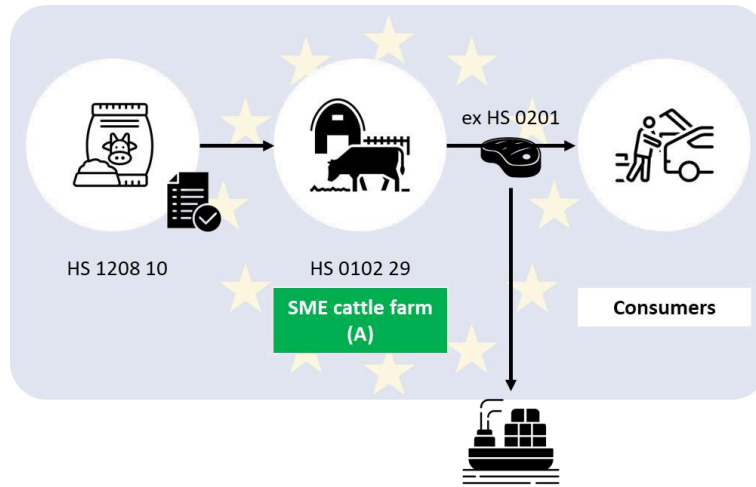 ex HS 0201
HS 1208 10
HS 0102 29
SME cattle farm
(A)
Consumers